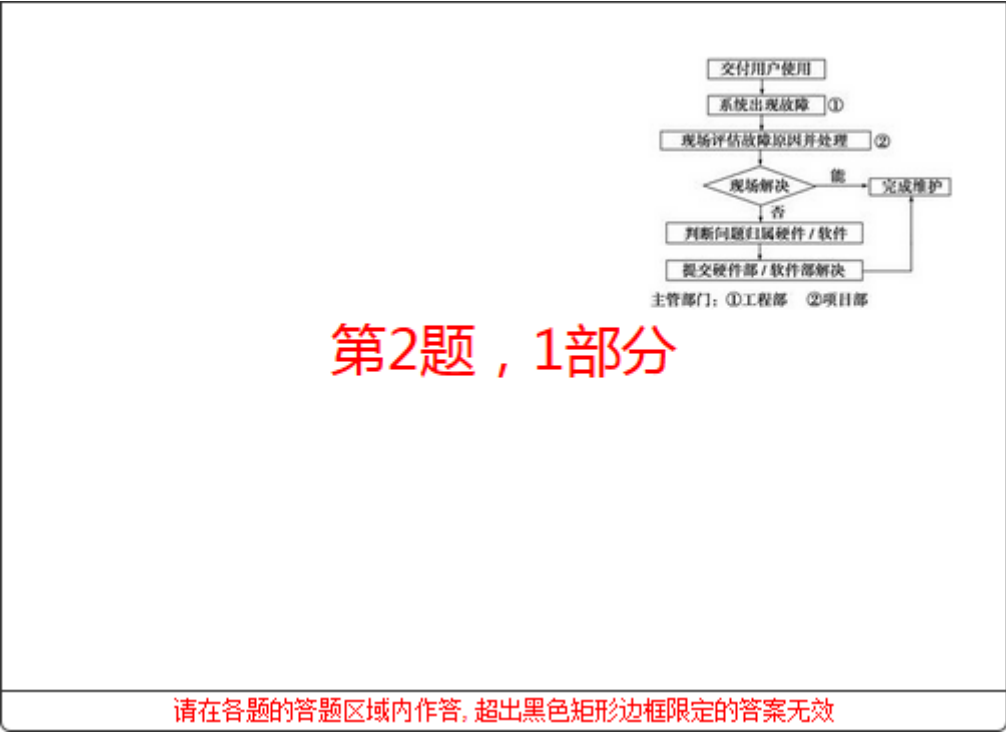 交付用户使用
系统出现故障 ①
现场评估故障原因并处理 ②
现场解决
能
完成维护
否
判断问题归属硬件 / 软件
提交硬件部 / 软件部解决
主管部门：①工程部 ②项目部
第2题，1部分
请在各题的答题区域内作答, 超出黑色矩形边框限定的答案无效